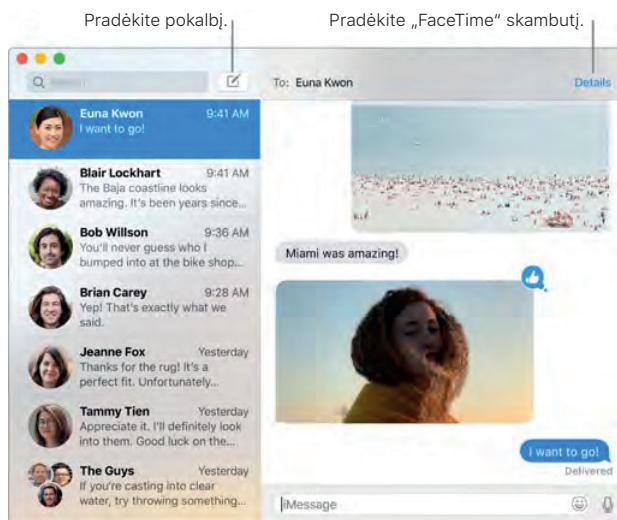 Pradėkite pokalbį.
Pradėkite „FaceTime“ skambutį.
Search
To: Euna Kwon
Details
Euna Kwon 9:41 AM
I want to go!
Blair Lockhart 9:41 AM
The Baja coastline looks
amazing. It's been years since...
Bob Willson 9:36 AM
You'll never guess who I
bumped into at the bike shop...
Brian Carey 9:28 AM
Yep! That's exactly what we
said.
Jeanne Fox Yesterday
Thanks for the rug! It's a
perfect fit. Unfortunately...
Tammy Tien Yesterday
Appreciate it. I'll definitely look
into them. Good luck on the...
The Guys Yesterday
If you're casting into clear
water, try throwing something...
Miami was amazing!
I want to go!
Delivered
iMessage